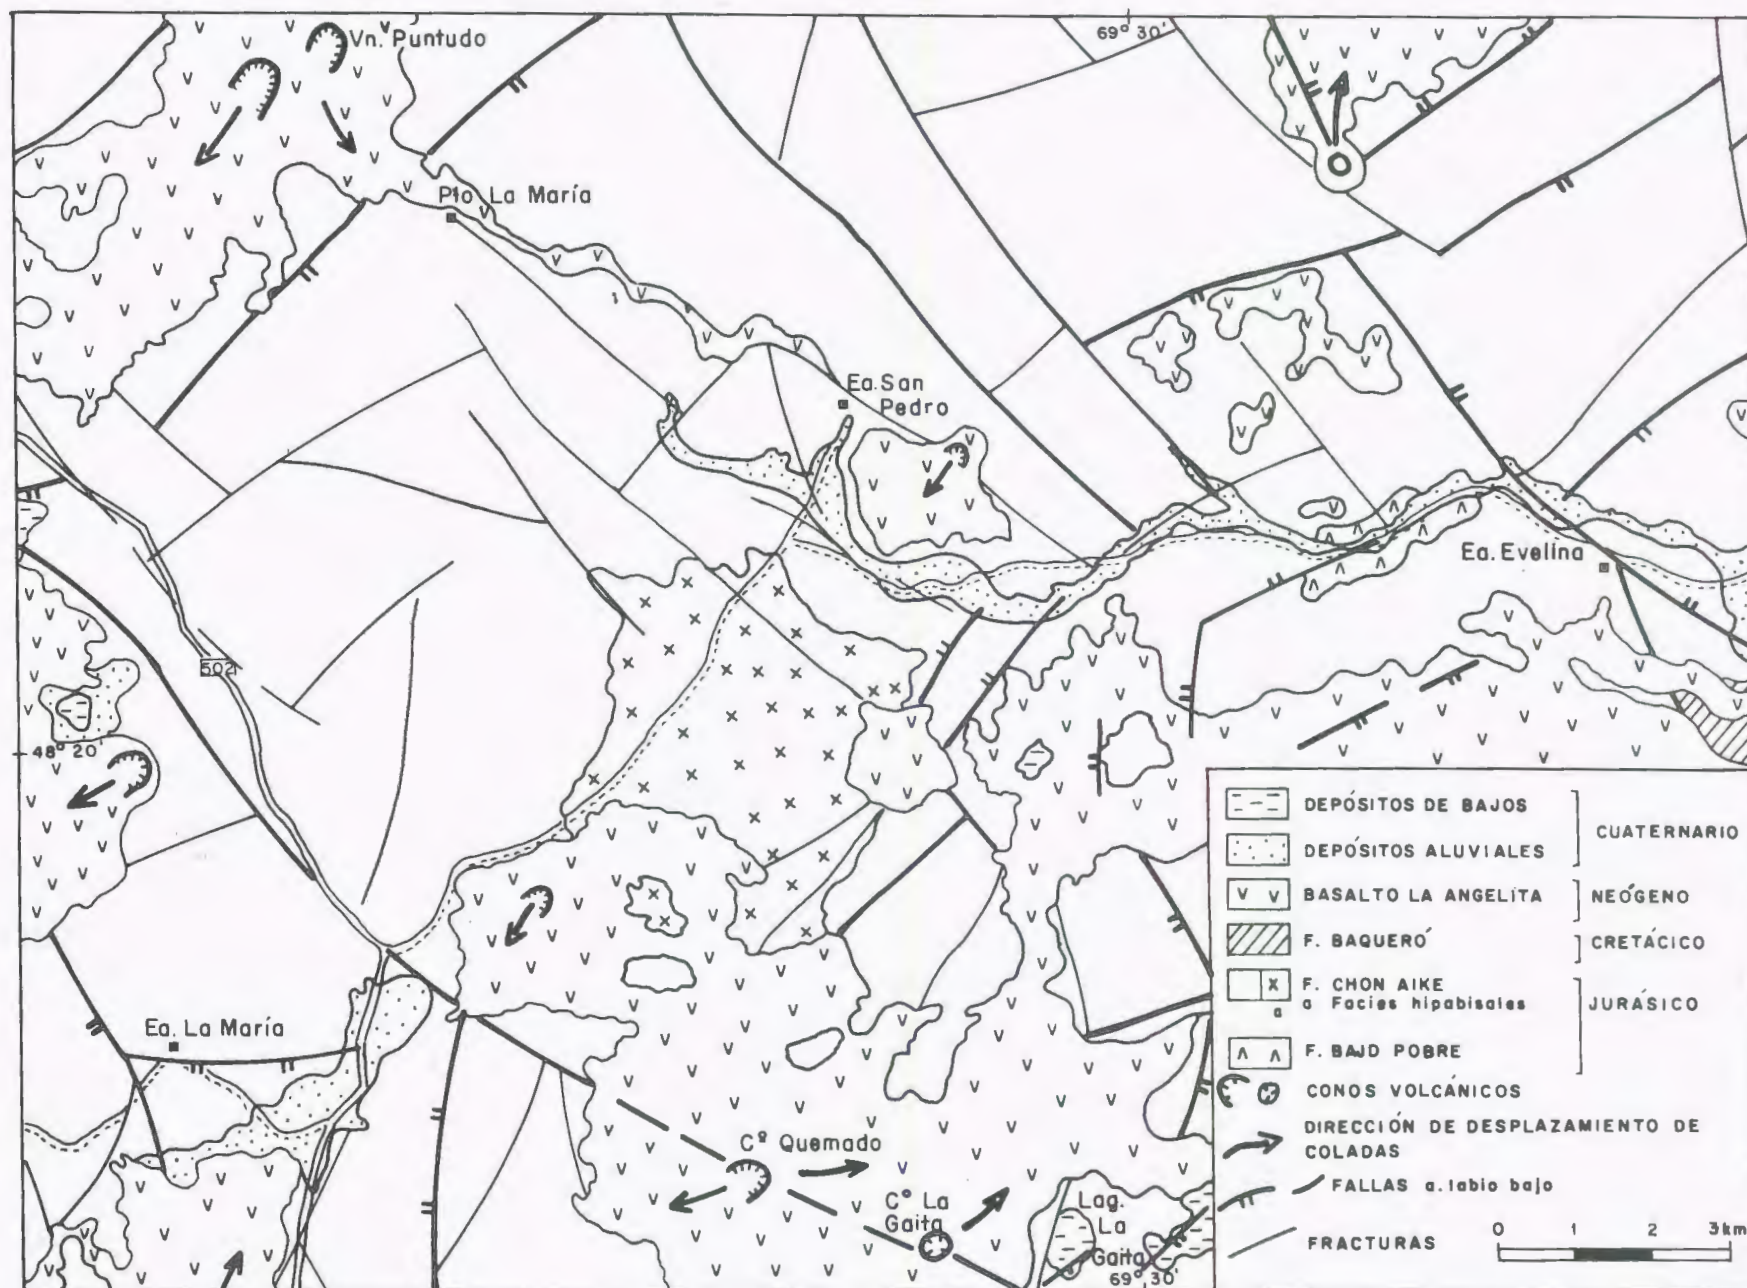 Vn. Puntudo
69° 30'
Pto La María
Ea. San
Pedro
Ea. Evelina
502
48° 20'
Ea. La María
Cº Quemado
Cº La
Gaita
Lag.
La
Gaita
69° 30'
DEPÓSITOS DE BAJOS
DEPÓSITOS ALUVIALES
CUATERNARIO
BASALTO LA ANGELITA
NEÓGENO
F. BAQUERÓ
CRETÁCICO
x
F. CHON AIKE
a
a Facies hipabisales
JURÁSICO
F. BAJO POBRE
CONOS VOLCÁNICOS
DIRECCIÓN DE DESPLAZAMIENTO DE
COLADAS
FALLAS a. labio bajo
FRACTURAS
0 1 2 3 km